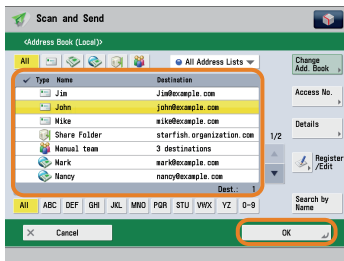 Scan and Send
<Address Book (Local)>
All
All Address Lists
Type Name Destination
Jim Jim@example.com
John john@example.com
Mike mike@example.com
Share Folder starfish.organization.com
Manual team 3 destinations
Mark mark@example.com
Nancy nancy@example.com
Dest.: 1
1/2
All ABC DEF GHI JKL MNO PQR STU VWX YZ 0-9
Change
Add. Book
Access No.
Details
Register
/Edit
Search by
Name
Cancel
OK